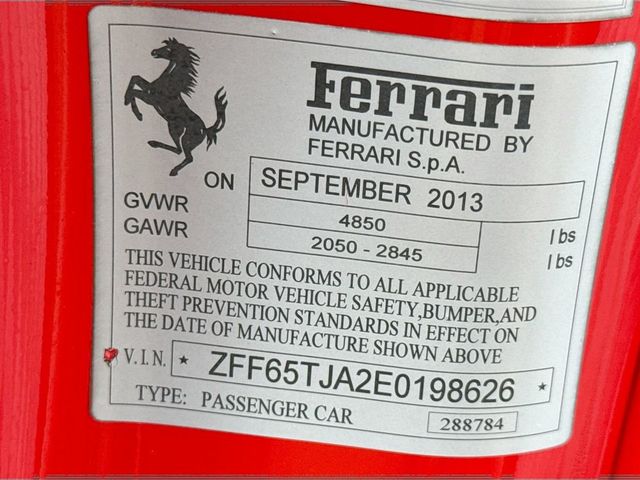 Ferrari
MANUFACTURED BY
FERRARI S.p.A.
ON SEPTEMBER 2013
GVWR 4850 lbs
GAWR 2050 - 2845 lbs
THIS VEHICLE CONFORMS TO ALL APPLICABLE
FEDERAL MOTOR VEHICLE SAFETY,BUMPER,AND
THEFT PREVENTION STANDARDS IN EFFECT ON
THE DATE OF MANUFACTURE SHOWN ABOVE
V.I.N. * ZFF65TJA2E0198626 *
TYPE: PASSENGER CAR 288784